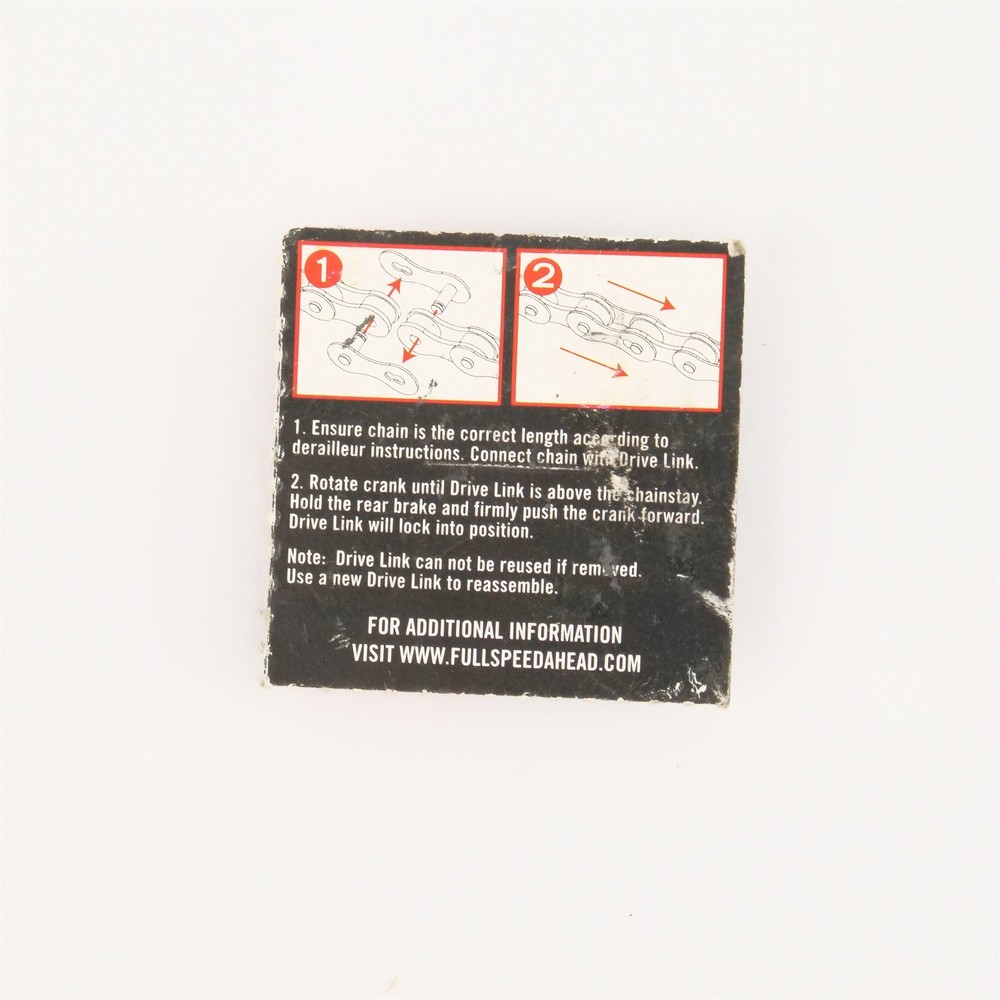 1
2
1. Ensure chain is the correct length according to
derailleur instructions. Connect chain with Drive Link.
2. Rotate crank until Drive Link is above the chainstay.
Hold the rear brake and firmly push the crank forward.
Drive Link will lock into position.
Note: Drive Link can not be reused if removed.
Use a new Drive Link to reassemble.
FOR ADDITIONAL INFORMATION
VISIT WWW.FULLSPEEDAHEAD.COM